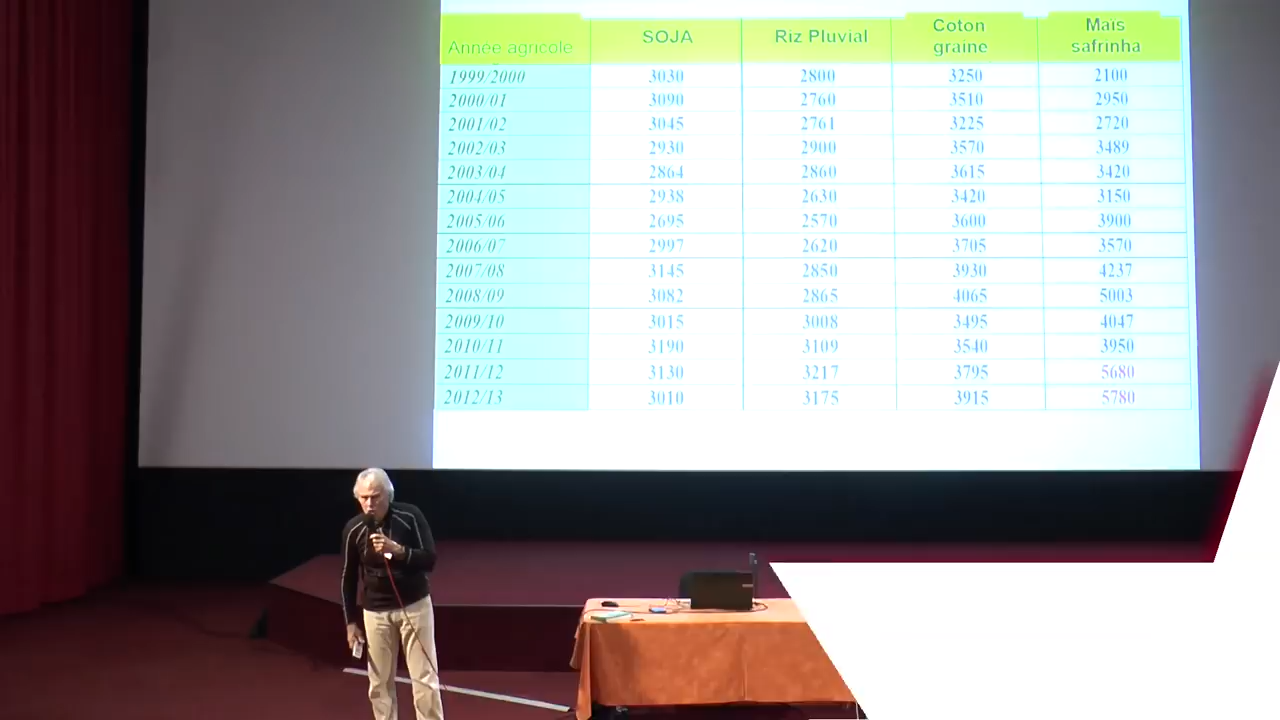 Année agricole SOJA Riz Pluvial Coton graine Maïs safrinha
1999/2000 3030 2800 3250 2100
2000/01 3090 2760 3510 2950
2001/02 3045 2761 3225 2720
2002/03 2930 2900 3570 3489
2003/04 2864 2860 3615 3420
2004/05 2938 2630 3420 3150
2005/06 2695 2570 3600 3900
2006/07 2997 2620 3705 3570
2007/08 3145 2850 3930 4237
2008/09 3082 2865 4065 5003
2009/10 3015 3008 3495 4047
2010/11 3190 3109 3540 3950
2011/12 3130 3217 3795 5680
2012/13 3010 3175 3915 5780